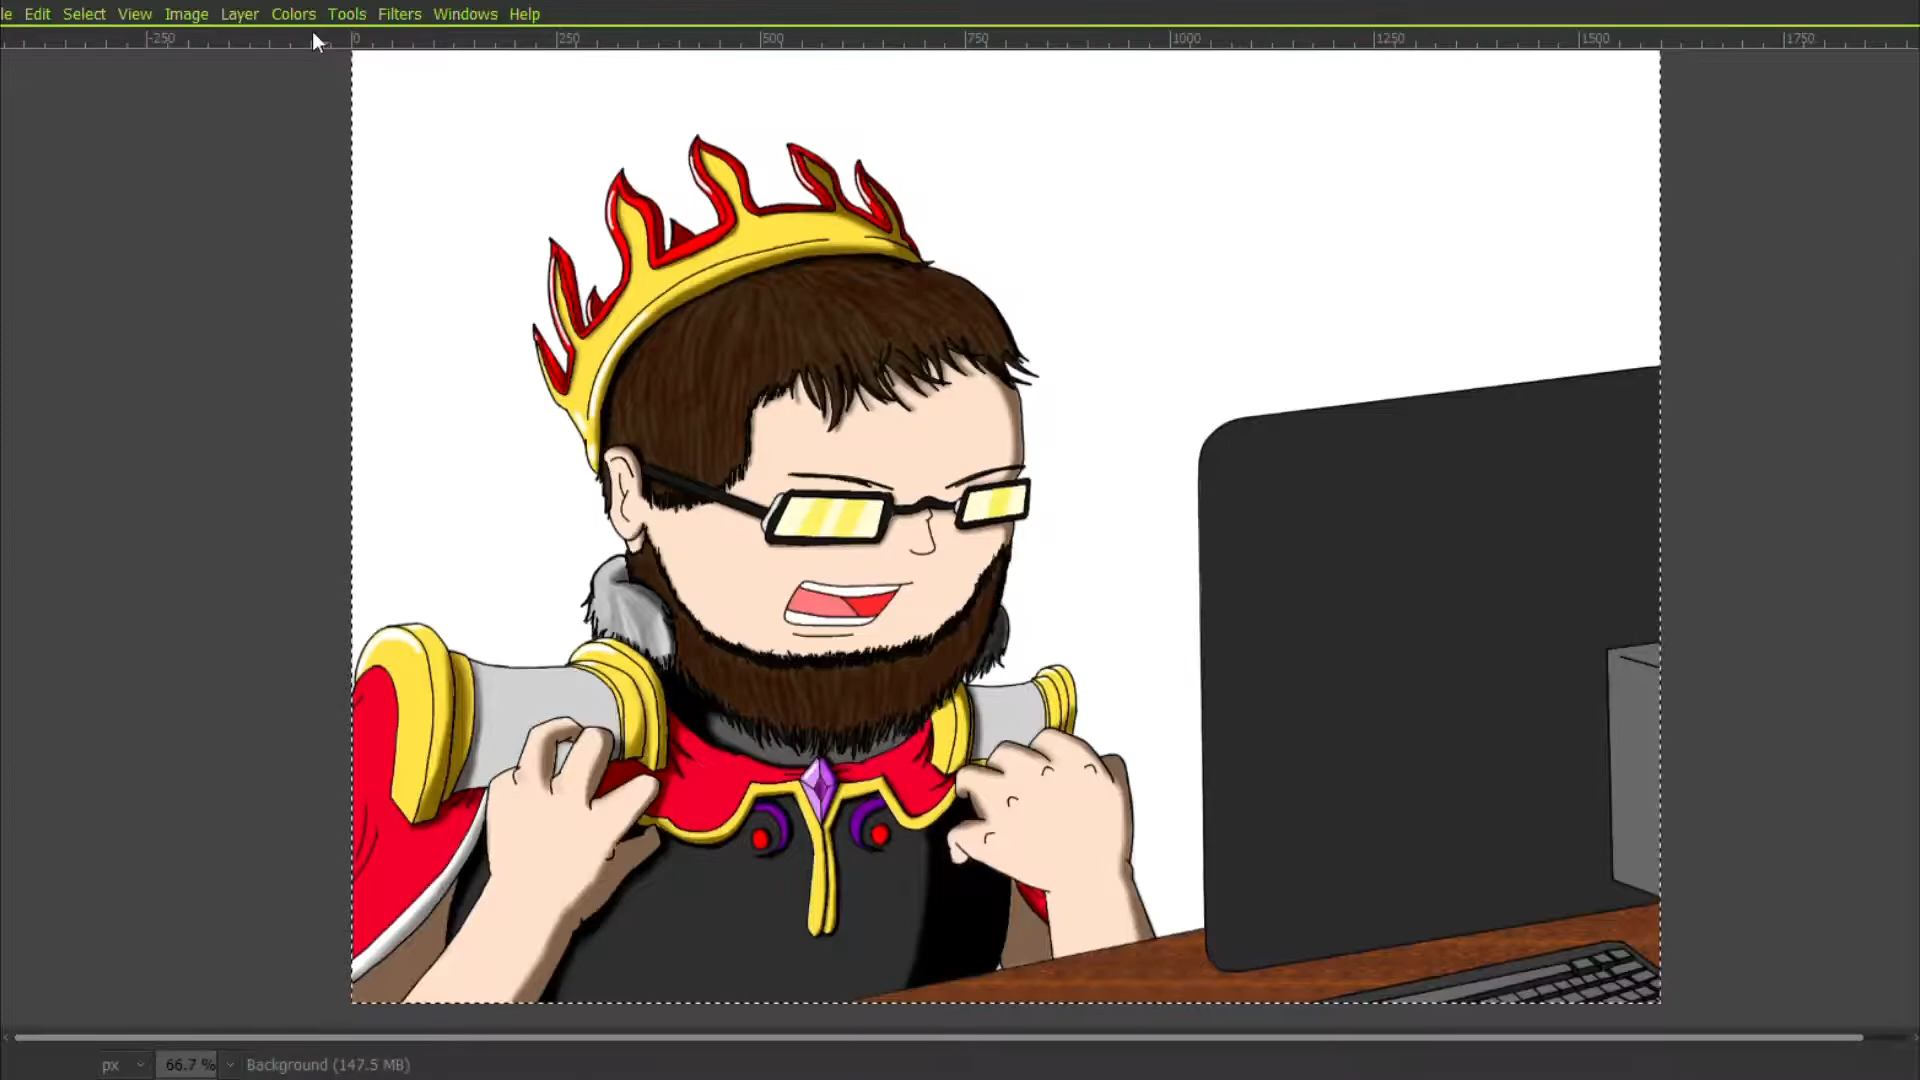 le Edit Select View Image Layer Colors Tools Filters Windows Help
-250 0 250 500 750 1000 1250 1500 1750
px 66.7 % Background (147.5 MB)